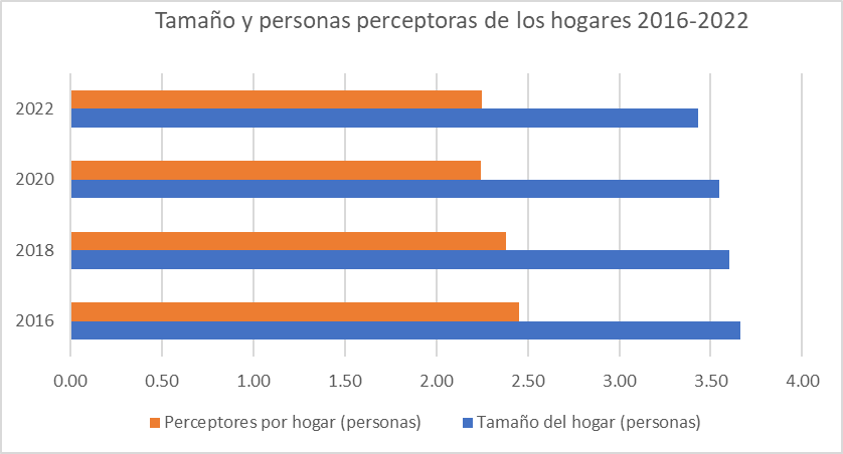 Tamaño y personas perceptoras de los hogares 2016-2022
2022
2020
2018
2016
0.00 0.50 1.00 1.50 2.00 2.50 3.00 3.50 4.00
Perceptores por hogar (personas) Tamaño del hogar (personas)